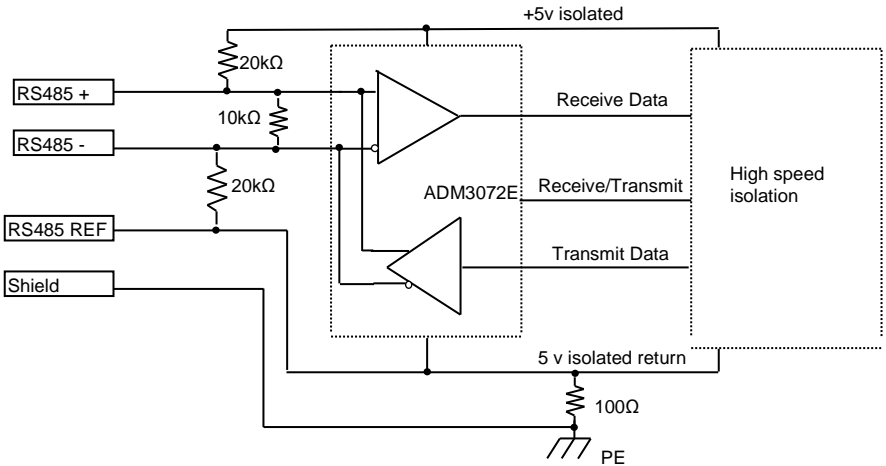 +5v isolated
20kΩ
RS485 +
10kΩ
Receive Data
RS485 -
20kΩ
ADM3072E
Receive/Transmit
High speed
isolation
RS485 REF
Transmit Data
Shield
5 v isolated return
100Ω
PE